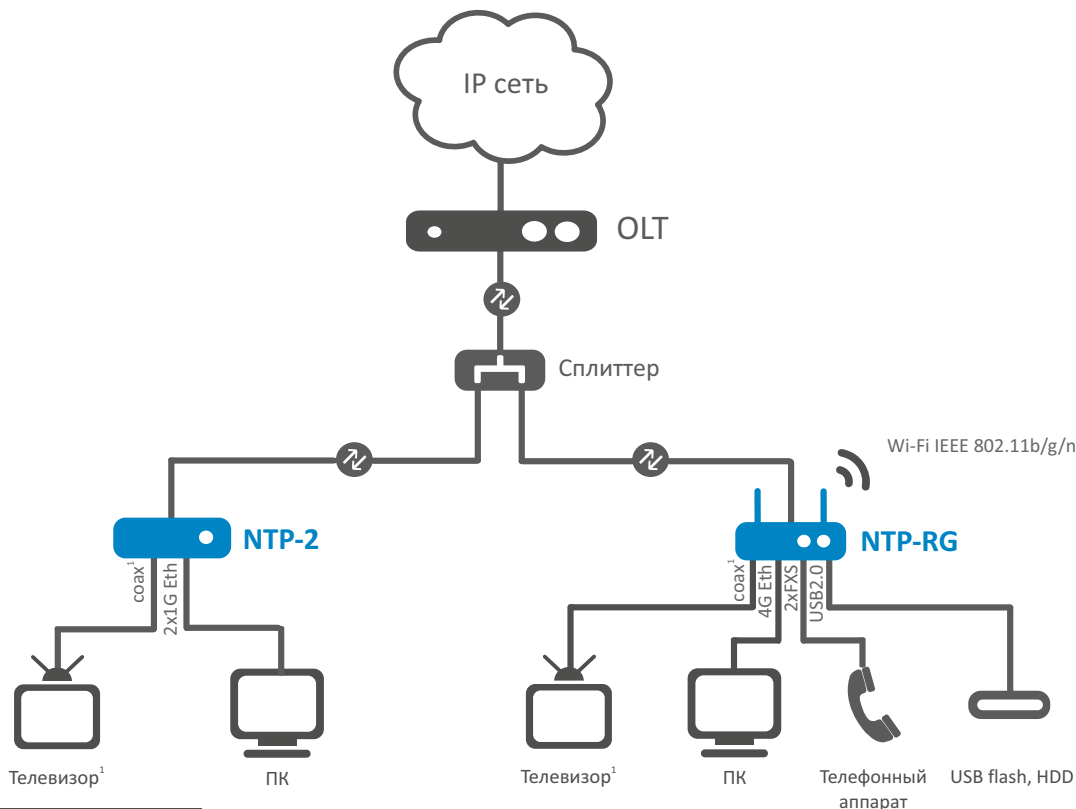 IP сеть
OLT
Сплиттер
Wi-Fi IEEE 802.11b/g/n
NTP-2
NTP-RG
coax¹
2x1G Eth
coax¹
4G Eth
2xFXS
USB2.0
Телевизор¹
ПК
Телевизор¹
ПК
Телефонный
аппарат
USB flash, HDD